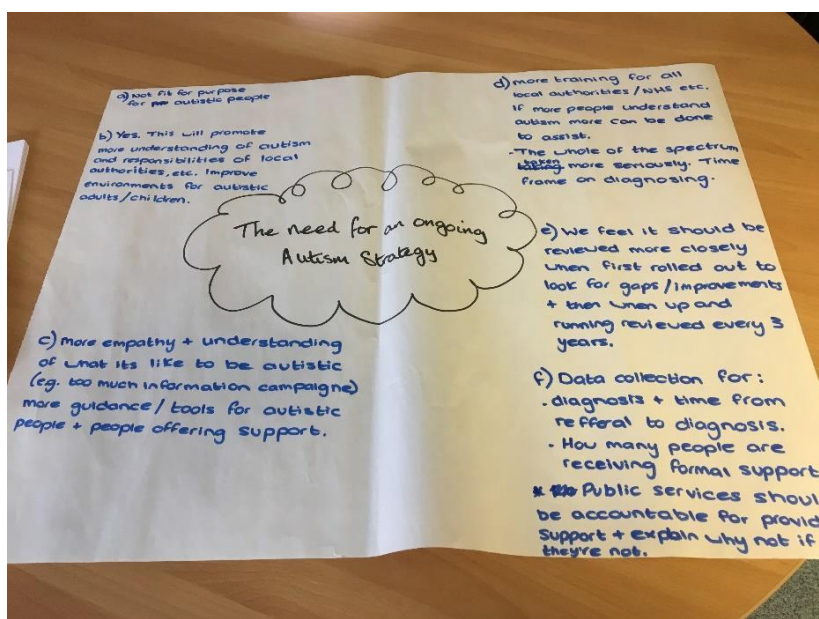 a) Not fit for purpose
for autistic people
b) Yes. This will promote
more understanding of autism
and responsibilities of local
authorities, etc. Improve
environments for autistic
adults/children.
The need for an ongoing
Autism Strategy
c) more empathy + understanding
of what its like to be autistic
(eg. too much information campaigne)
more guidance/tools for autistic
people + people offering support.
d) more training for all
local authorities/NHS etc.
If more people understand
autism more can be done
to assist.
- The whole of the spectrum
taken more seriously. Time
frame on diagnosing.
e) We feel it should be
reviewed more closely
when first rolled out to
look for gaps/improvements
+ then when up and
running reviewed every 3
years.
f) Data collection for:
- diagnosis + time from
refferal to diagnosis.
- How many people are
receiving formal support
* Public services should
be accountable for provid
support + explain why not if
they're not.